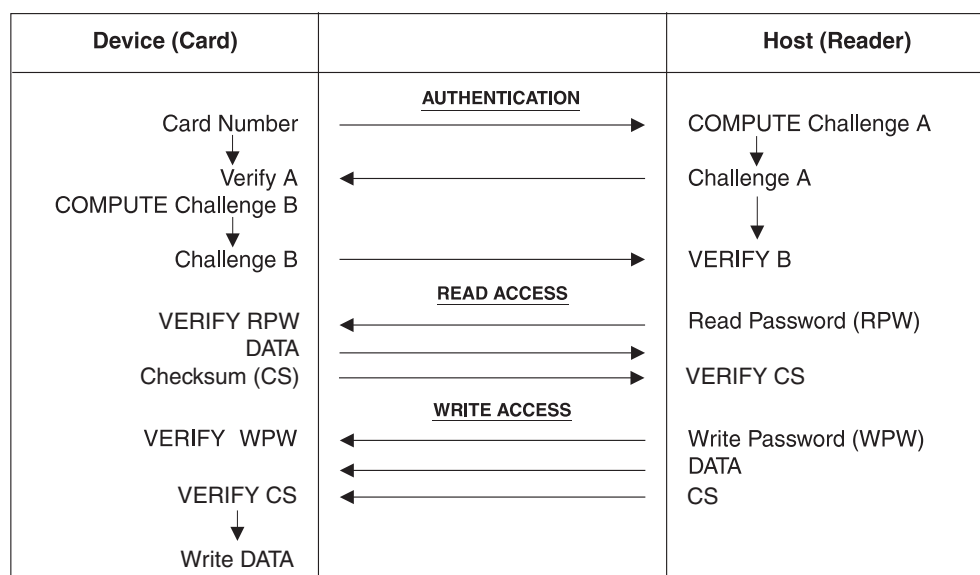 Device (Card) Host (Reader)
AUTHENTICATION
Card Number COMPUTE Challenge A
Verify A Challenge A
COMPUTE Challenge B
Challenge B VERIFY B
READ ACCESS
VERIFY RPW Read Password (RPW)
DATA
Checksum (CS) VERIFY CS
WRITE ACCESS
VERIFY WPW Write Password (WPW)
DATA
VERIFY CS CS
Write DATA